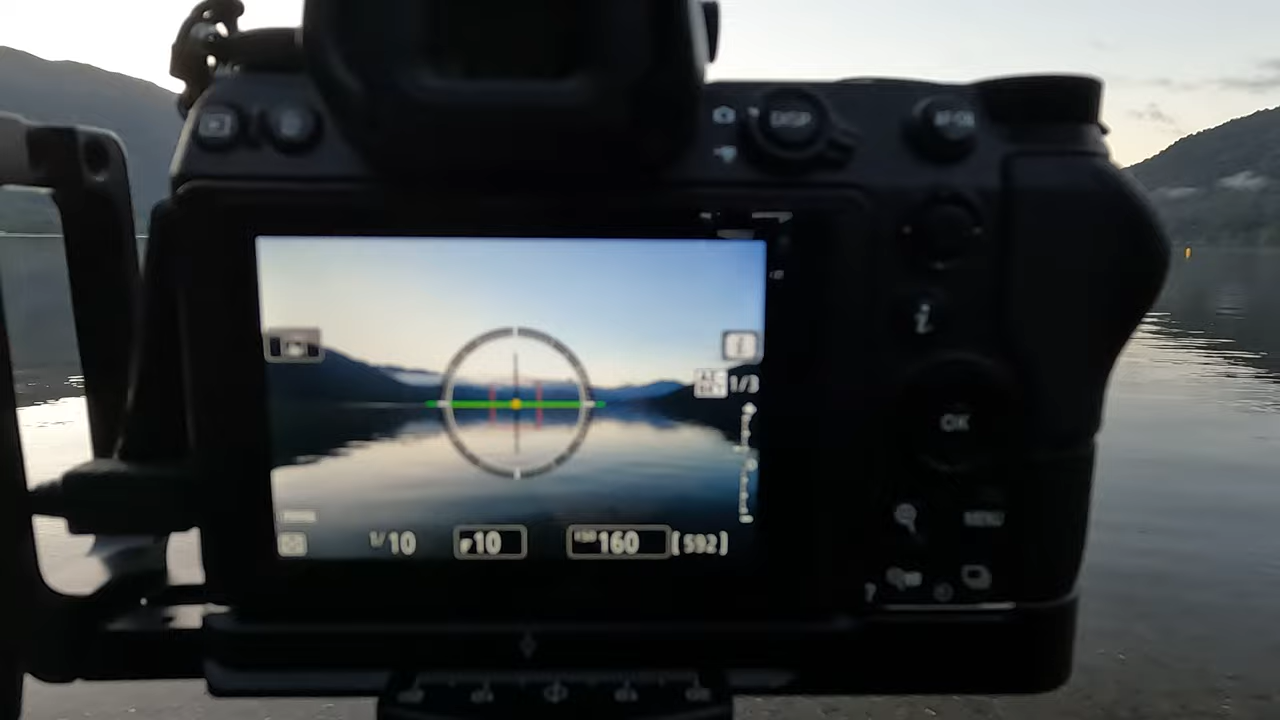 DISP
AF-ON
i
i
1/3
OK
MENU
1/10
F10
ISO 160
[592]
?